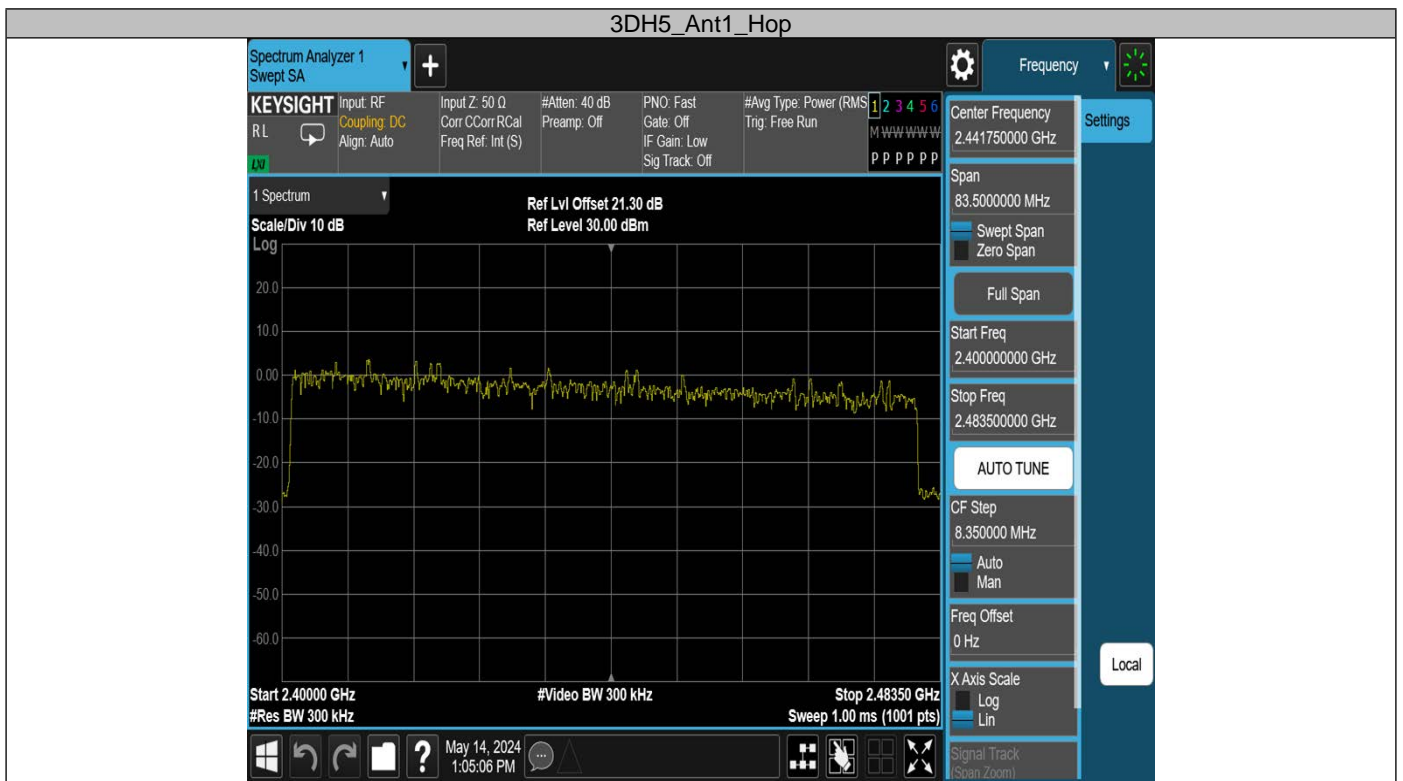 3DH5_Ant1_Hop
Spectrum Analyzer 1
Swept SA
+
Frequency
KEYSIGHT
R L
LXI
Input: RF
Coupling: DC
Align: Auto
Input Z: 50 Ω
Corr CCorr RCal
Freq Ref: Int (S)
#Atten: 40 dB
Preamp: Off
PNO: Fast
Gate: Off
IF Gain: Low
Sig Track: Off
#Avg Type: Power (RMS
Trig: Free Run
1 2 3 4 5 6
M W W W W W
P P P P P P
1 Spectrum
Scale/Div 10 dB
Log
Ref Lvl Offset 21.30 dB
Ref Level 30.00 dBm
20.0
10.0
0.00
-10.0
-20.0
-30.0
-40.0
-50.0
-60.0
Start 2.40000 GHz
#Res BW 300 kHz
#Video BW 300 kHz
Stop 2.48350 GHz
Sweep 1.00 ms (1001 pts)
Center Frequency
2.441750000 GHz
Settings
Span
83.5000000 MHz
Swept Span
Zero Span
Full Span
Start Freq
2.400000000 GHz
Stop Freq
2.483500000 GHz
AUTO TUNE
CF Step
8.350000 MHz
Auto
Man
Freq Offset
0 Hz
Local
X Axis Scale
Log
Lin
Signal Track
(Span Zoom)
?
May 14, 2024
1:05:06 PM